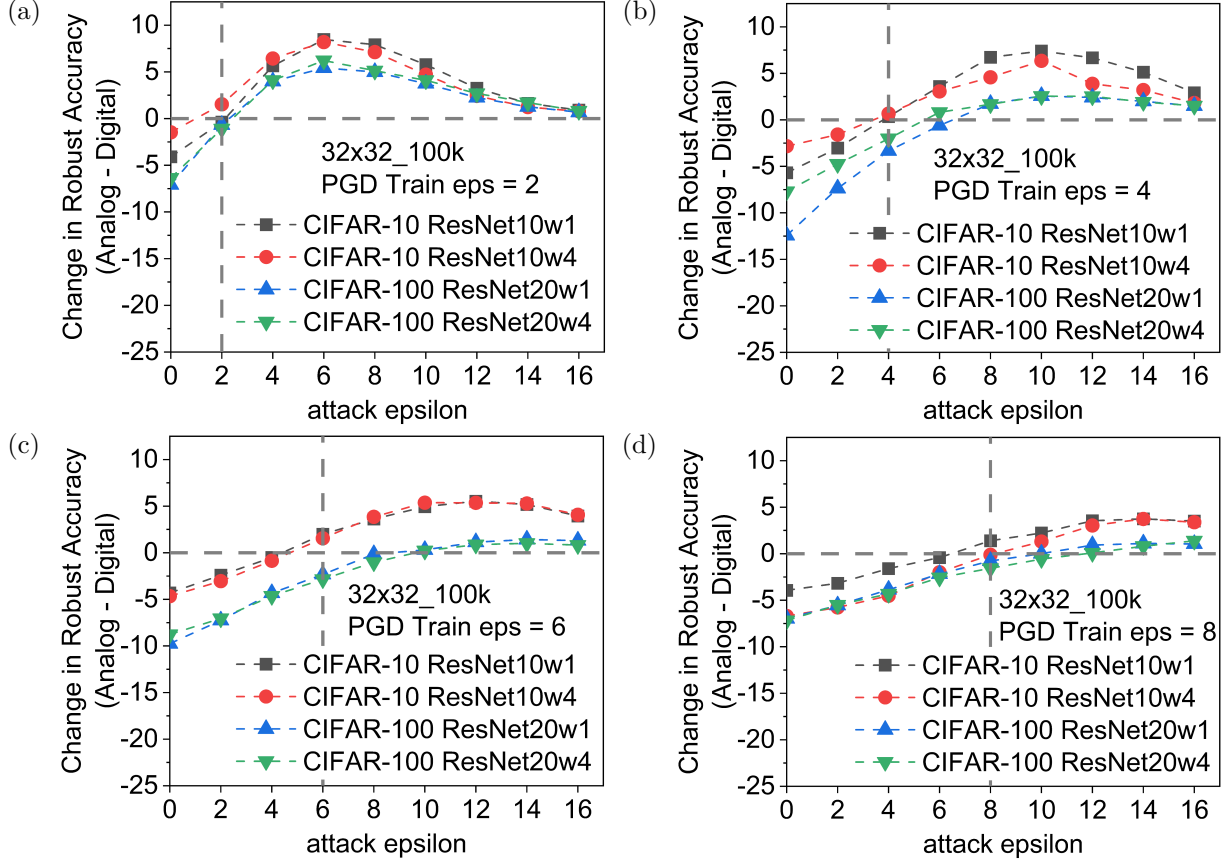 (a)
10
5
0
-5
-10
-15
-20
-25
Change in Robust Accuracy
(Analog - Digital)
32x32_100k
PGD Train eps = 2
CIFAR-10 ResNet10w1
CIFAR-10 ResNet10w4
CIFAR-100 ResNet20w1
CIFAR-100 ResNet20w4
0 2 4 6 8 10 12 14 16
attack epsilon
(b)
10
5
0
-5
-10
-15
-20
-25
Change in Robust Accuracy
(Analog - Digital)
32x32_100k
PGD Train eps = 4
CIFAR-10 ResNet10w1
CIFAR-10 ResNet10w4
CIFAR-100 ResNet20w1
CIFAR-100 ResNet20w4
0 2 4 6 8 10 12 14 16
attack epsilon
(c)
10
5
0
-5
-10
-15
-20
-25
Change in Robust Accuracy
(Analog - Digital)
32x32_100k
PGD Train eps = 6
CIFAR-10 ResNet10w1
CIFAR-10 ResNet10w4
CIFAR-100 ResNet20w1
CIFAR-100 ResNet20w4
0 2 4 6 8 10 12 14 16
attack epsilon
(d)
10
5
0
-5
-10
-15
-20
-25
Change in Robust Accuracy
(Analog - Digital)
32x32_100k
PGD Train eps = 8
CIFAR-10 ResNet10w1
CIFAR-10 ResNet10w4
CIFAR-100 ResNet20w1
CIFAR-100 ResNet20w4
0 2 4 6 8 10 12 14 16
attack epsilon